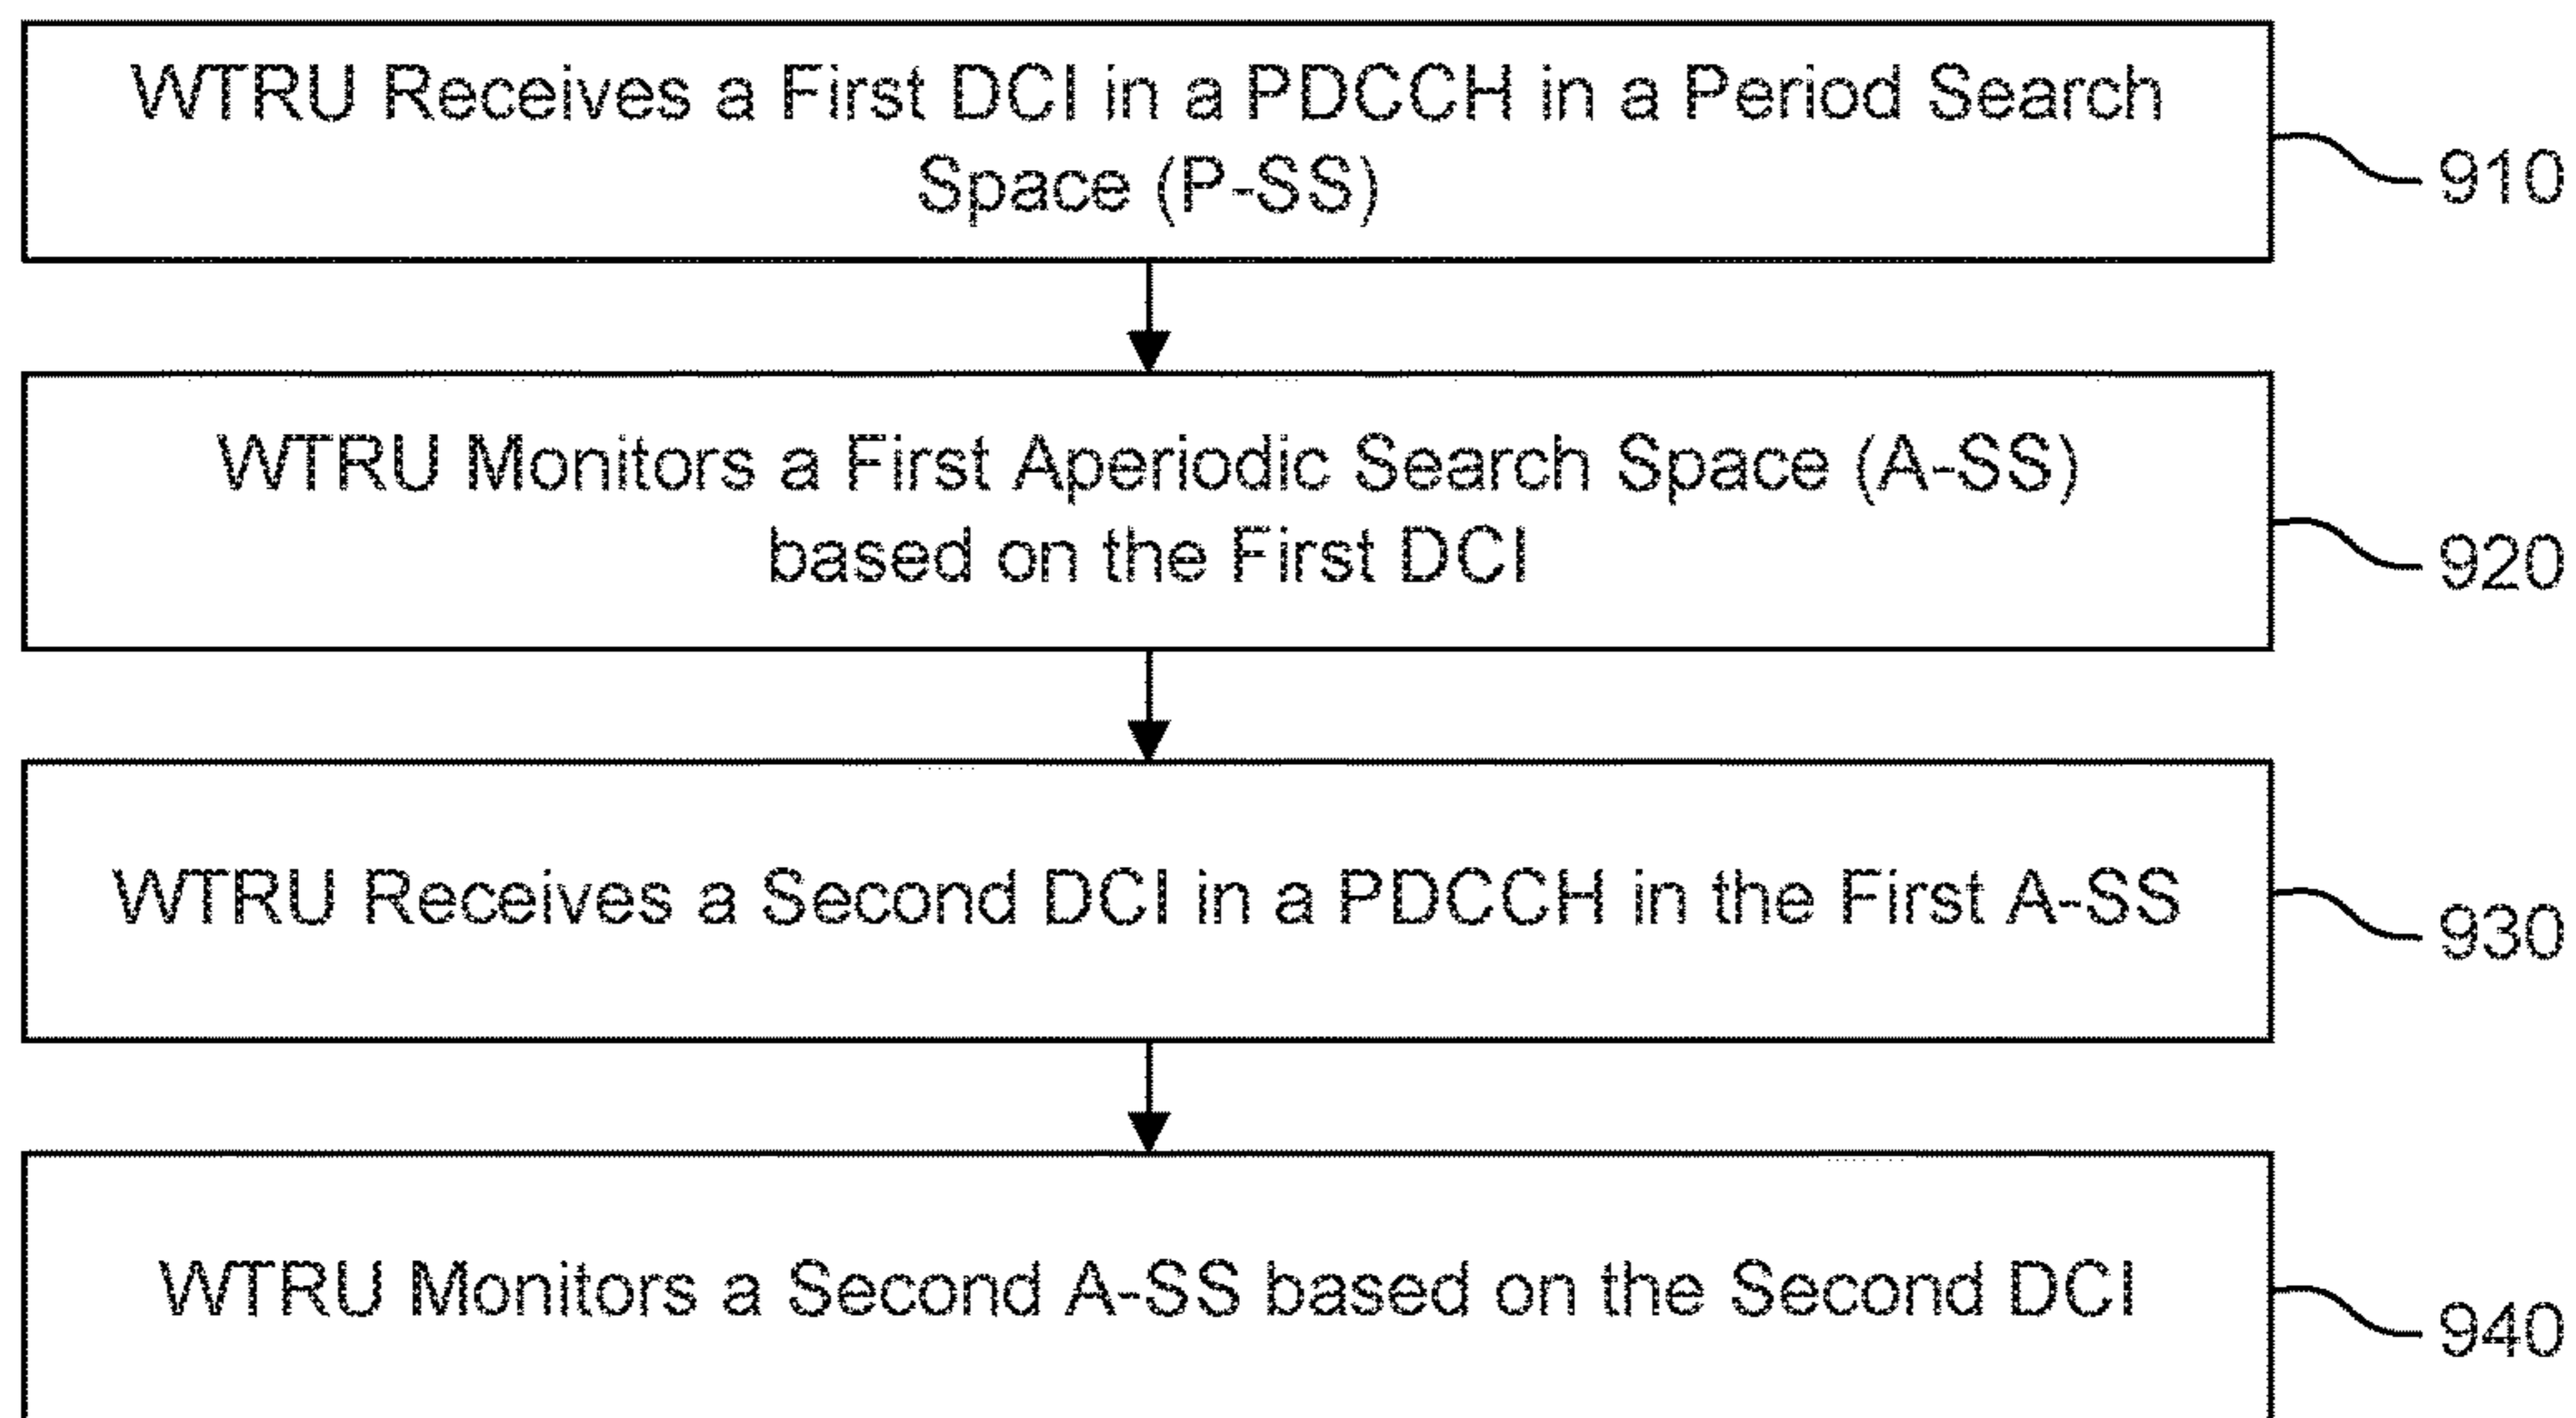 WTRU Receives a First DCI in a PDCCH in a Period Search
Space (P-SS)
910
WTRU Monitors a First Aperiodic Search Space (A-SS)
based on the First DCI
920
WTRU Receives a Second DCI in a PDCCH in the First A-SS
930
WTRU Monitors a Second A-SS based on the Second DCI
940